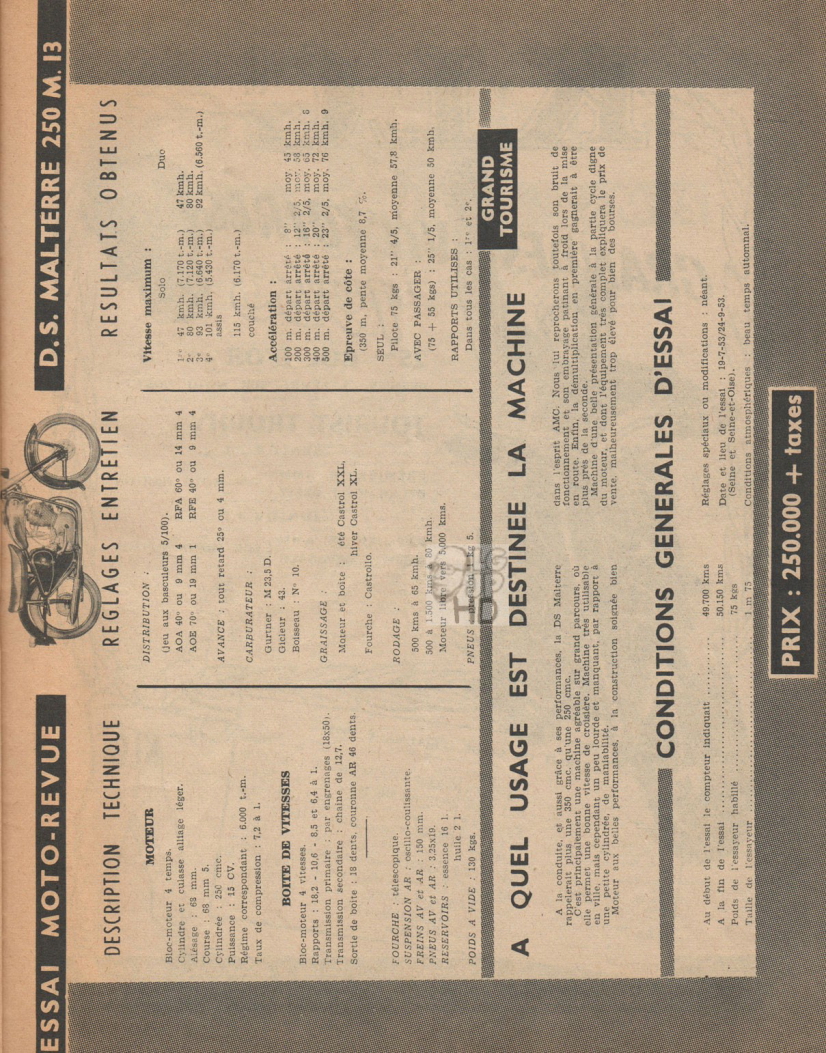 ESSAI MOTO-REVUE
D.S. MALTERRE 250 M. 13
DESCRIPTION TECHNIQUE
MOTEUR
Bloc-moteur 4 temps.
Cylindre et culasse alliage léger.
Alésage : 68 mm.
Course : 68 mm 5.
Cylindrée : 250 cmc.
Puissance : 15 CV.
Régime correspondant : 6.000 t.-m.
Taux de compression : 7,2 à 1.
BOITE DE VITESSES
Bloc-moteur 4 vitesses.
Rapports : 18,2 - 10,6 - 8,5 et 6,4 à 1.
Transmission primaire : par engrenages (18x50).
Transmission secondaire : chaîne de 12,7.
Sortie de boîte : 18 dents, couronne AR 46 dents.
FOURCHE : télescopique.
SUSPENSION AR : oscillo-coulissante.
FREINS AV et AR : 150 mm.
PNEUS AV et AR : 3,25x19.
RESERVOIRS : essence 16 l.
huile 2 l.
POIDS A VIDE : 130 kgs.
REGLAGES ENTRETIEN
DISTRIBUTION :
(jeu aux basculeurs 5/100).
AOA 40° ou 9 mm 4 RFA 60° ou 14 mm 4
AOE 70° ou 19 mm 1 RFE 40° ou 9 mm 4
AVANCE : tout retard 25° ou 4 mm.
CARBURATEUR :
Gurtner : M 23,5 D.
Gicleur : 43.
Boisseau : N° 10.
GRAISSAGE :
Moteur et boîte : été Castrol XXL,
hiver Castrol XL.
Fourche : Castrollo.
RODAGE :
500 kms à 65 kmh.
500 à 1.500 kms à 80 kmh.
Moteur libre vers 5.000 kms.
PNEUS 5.
RESULTATS OBTENUS
Vitesse maximum :
Solo Duo
1re 47 kmh. (7.170 t.-m.) 47 kmh.
2e 80 kmh. (7.120 t.-m.) 80 kmh.
3e 93 kmh. (6.640 t.-m.) 92 kmh. (6.560 t.-m.)
4e 101 kmh. (5.430 t.-m.)
assis
115 kmh. (6.170 t.-m.)
couché
Accélération :
100 m. départ arrêté : 8" moy. 45 kmh.
200 m. départ arrêté : 12" 2/5, moy. 58 kmh.
300 m. départ arrêté : 16" 2/5, moy. 65 kmh. 6
400 m. départ arrêté : 20" moy. 72 kmh.
500 m. départ arrêté : 23" 2/5, moy. 76 kmh. 9
Epreuve de côte :
(350 m, pente moyenne 8,7 %.
SEUL :
Pilote 75 kgs : 21" 4/5, moyenne 57,8 kmh.
AVEC PASSAGER :
(75 + 55 kgs) : 25" 1/5, moyenne 50 kmh.
RAPPORTS UTILISES :
Dans tous les cas : 1re et 2e.
A QUEL USAGE EST DESTINEE LA MACHINE
GRAND
TOURISME
A la conduite, et aussi grâce à ses performances, la DS Malterre
rappelerait plus une 350 cmc. qu'une 250 cmc.
C'est principalement une machine agréable sur grand parcours, où
elle permet une bonne vitesse de croisière. Machine très utilisable
en ville, mais cependant un peu lourde et manquant, par rapport à
une petite cylindrée, de maniabilité.
Moteur aux belles performances, à la construction soignée bien
dans l'esprit AMC. Nous lui reprocherons toutefois son bruit de
fonctionnement et son embrayage patinant à froid lors de la mise
en route. Enfin, la démultiplication en première gagnerait à être
plus près de la seconde.
Machine d'une belle présentation générale à la partie cycle digne
du moteur, et dont l'équipement très complet expliquera le prix de
vente, malheureusement trop élevé pour bien des bourses.
CONDITIONS GENERALES D'ESSAI
Au début de l'essai le compteur indiquait ........... 49.700 kms
A la fin de l'essai ........... 50.150 kms
Poids de l'essayeur habillé ........... 75 kgs
Taille de l'essayeur ........... 1 m 75
Réglages spéciaux ou modifications : néant.
Date et lieu de l'essai : 19-7-53/24-9-53.
(Seine et Seine-et-Oise).
Conditions atmosphériques : beau temps automnal.
PRIX : 250.000 + taxes
HD